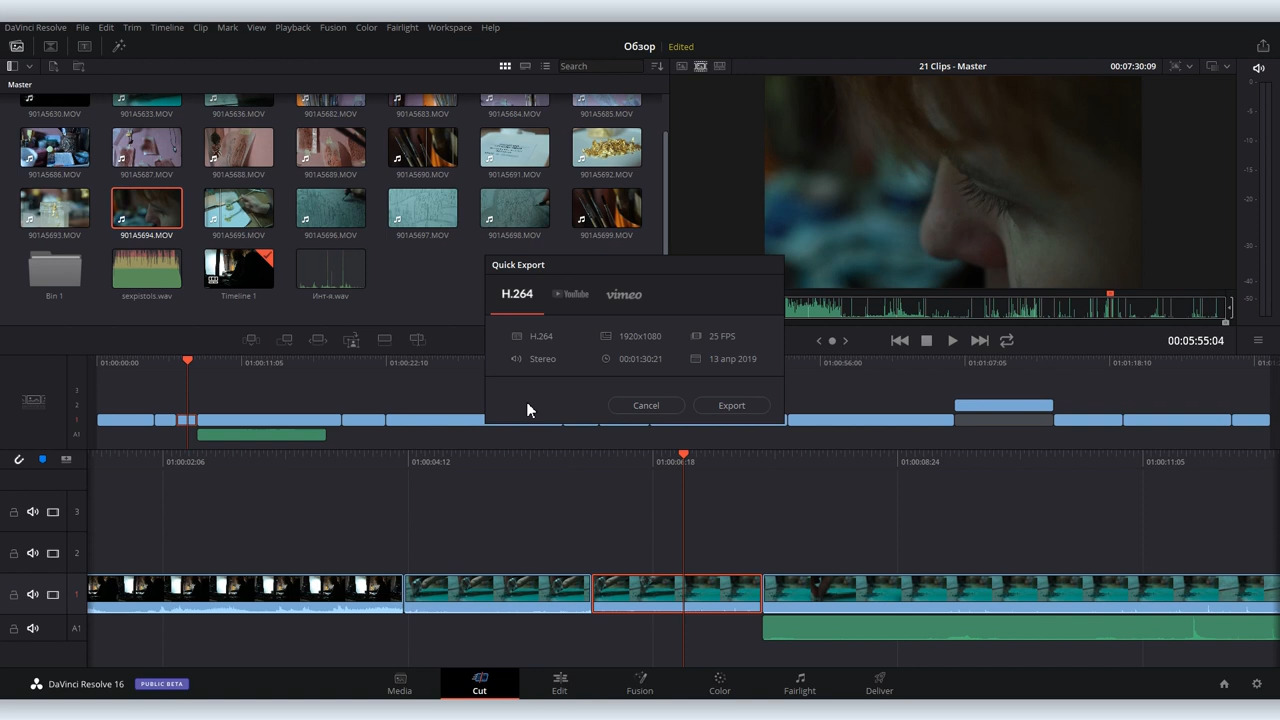 DaVinci Resolve File Edit Trim Timeline Clip Mark View Playback Fusion Color Fairlight Workspace Help
Обзор Edited
Search
21 Clips - Master 00:07:30:09
Master
901A5630.MOV 901A5633.MOV 901A5636.MOV 901A5682.MOV 901A5683.MOV 901A5684.MOV 901A5685.MOV
901A5686.MOV 901A5687.MOV 901A5688.MOV 901A5689.MOV 901A5690.MOV 901A5691.MOV 901A5692.MOV
901A5693.MOV 901A5694.MOV 901A5695.MOV 901A5696.MOV 901A5697.MOV 901A5698.MOV 901A5699.MOV
Bin 1 sexpistols.wav Timeline 1 Инт-я.wav
0
-5
-10
-15
-20
-30
-40
-50
Quick Export
H.264 YouTube vimeo
H.264 1920x1080 25 FPS
Stereo 00:01:30:21 13 апр 2019
Cancel Export
00:05:55:04
01:00:00:00 01:00:11:05 01:00:22:10 01:00:56:00 01:01:07:05 01:01:18:10
3
2
1
A1
01:00:02:06 01:00:04:12 01:00:06:18 01:00:08:24 01:00:11:05
3
2
1
A1
DaVinci Resolve 16 PUBLIC BETA
Media Cut Edit Fusion Color Fairlight Deliver